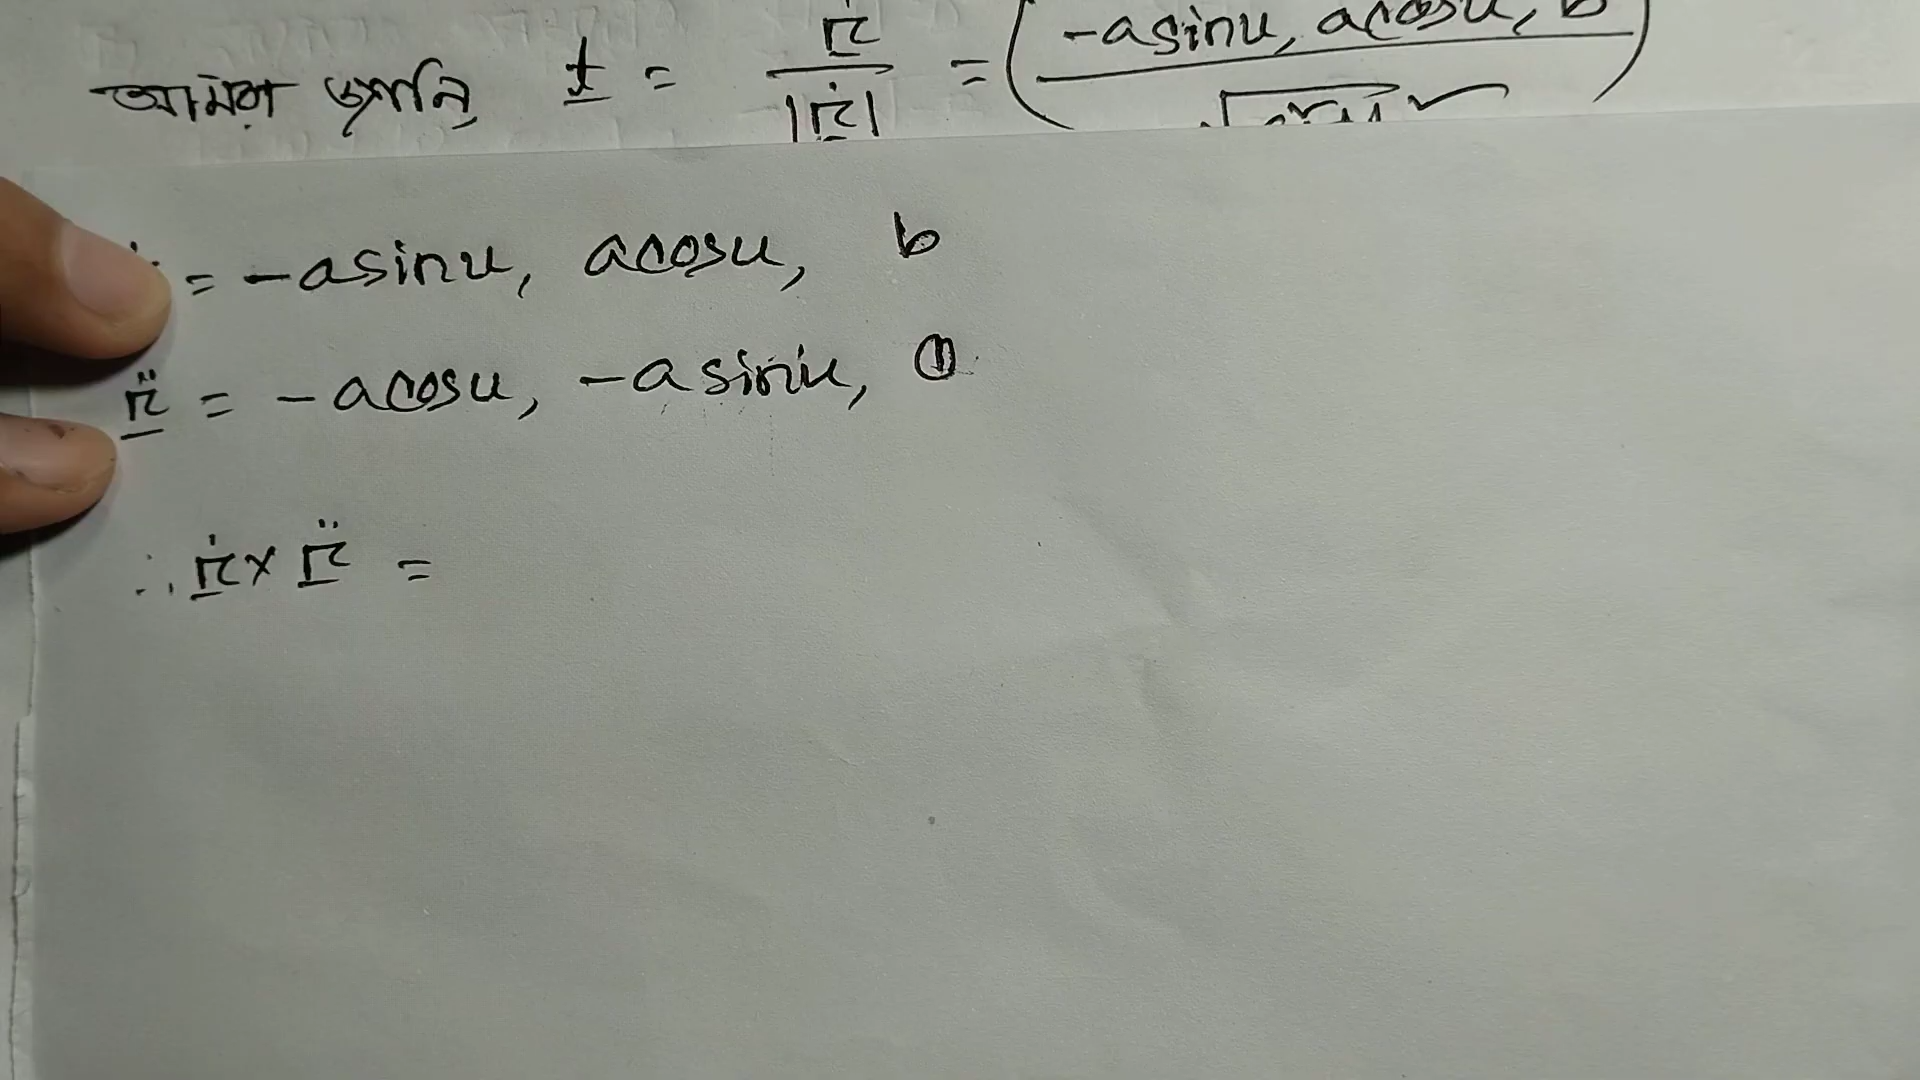 আমরা জানি, t = ṙ / |ṙ| = ( -asinu, acosu, b / √
= -asinu, acosu, b
r̈ = -acosu, -asinu, 0
∴ ṙ × r̈ =